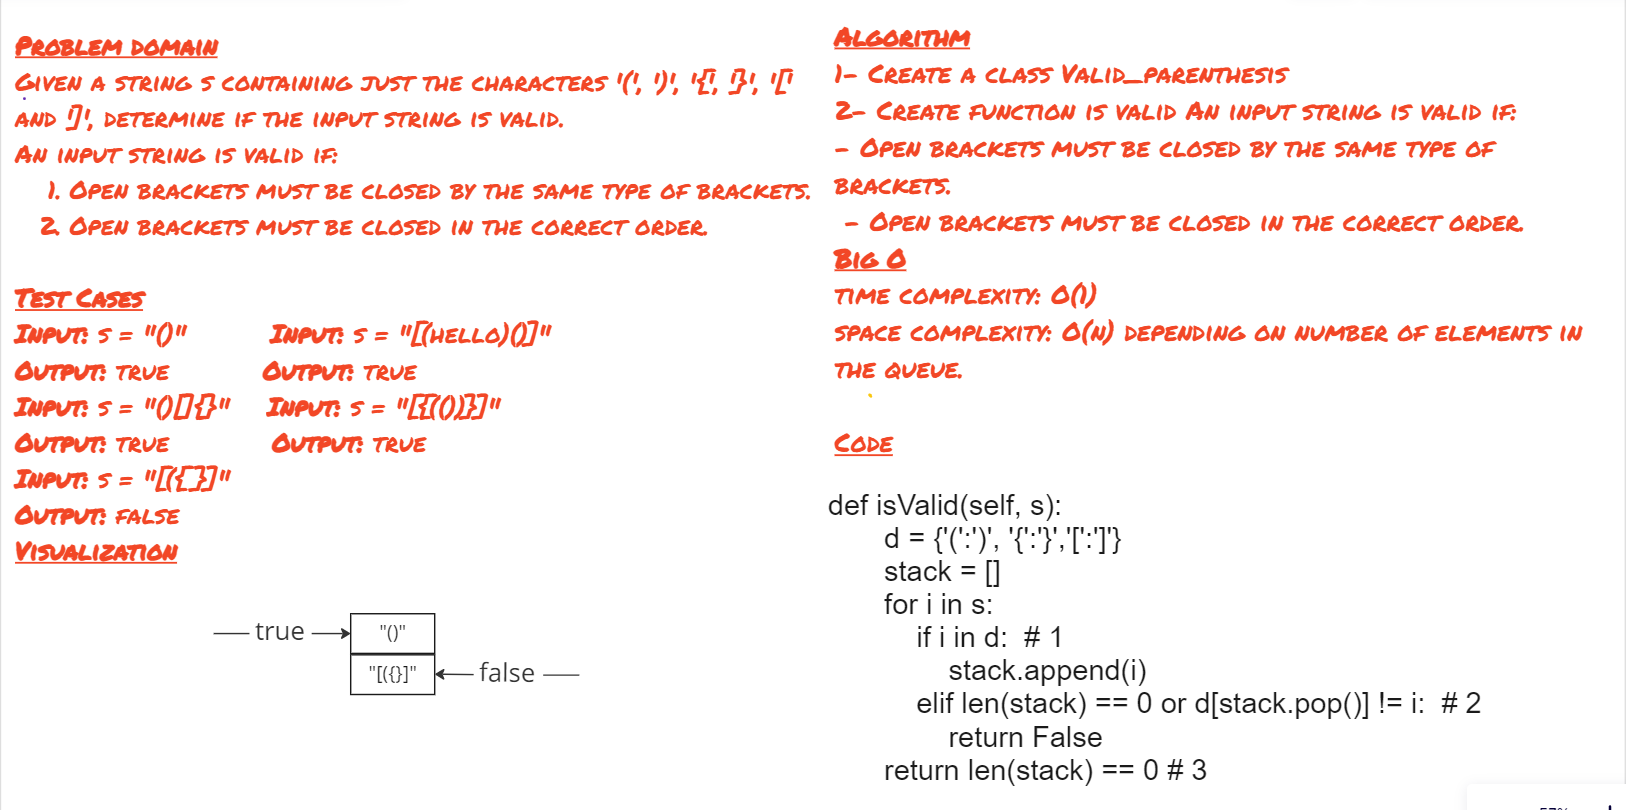 Problem domain
Given a string s containing just the characters '(', ')', '{', '}', '['
and ']', determine if the input string is valid.
An input string is valid if:
1. Open brackets must be closed by the same type of brackets.
2. Open brackets must be closed in the correct order.
Test Cases
Input: s = "()" Input: s = "[(hello)()]"
Output: true Output: true
Input: s = "()[]{}" Input: s = "[{(())}]"
Output: true Output: true
Input: s = "[({}]"
Output: false
Visualization
true "()"
"[({}]" false
Algorithm
1- Create a class Valid_parenthesis
2- Create function is valid An input string is valid if:
- Open brackets must be closed by the same type of
brackets.
- Open brackets must be closed in the correct order.
Big O
time complexity: O(1)
space complexity: O(n) depending on number of elements in
the queue.
Code
def isValid(self, s):
d = {'(':')', '{':'}','[':']'}
stack = []
for i in s:
if i in d:  # 1
stack.append(i)
elif len(stack) == 0 or d[stack.pop()] != i:  # 2
return False
return len(stack) == 0 # 3